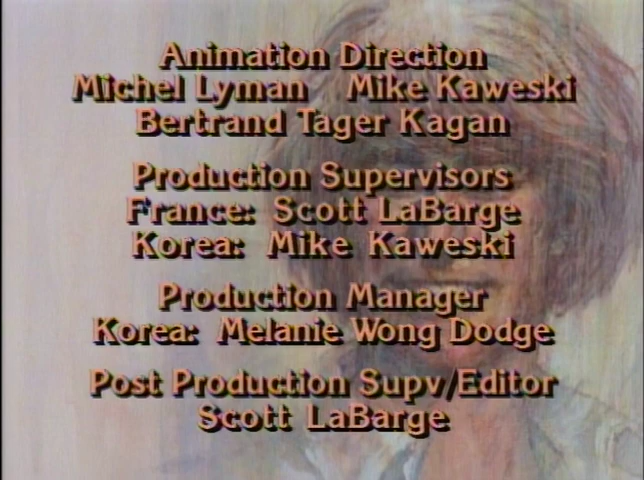 Animation Direction
Michel Lyman Mike Kaweski
Bertrand Tager Kagan
Production Supervisors
France: Scott LaBarge
Korea: Mike Kaweski
Production Manager
Korea: Melanie Wong Dodge
Post Production Supv/Editor
Scott LaBarge